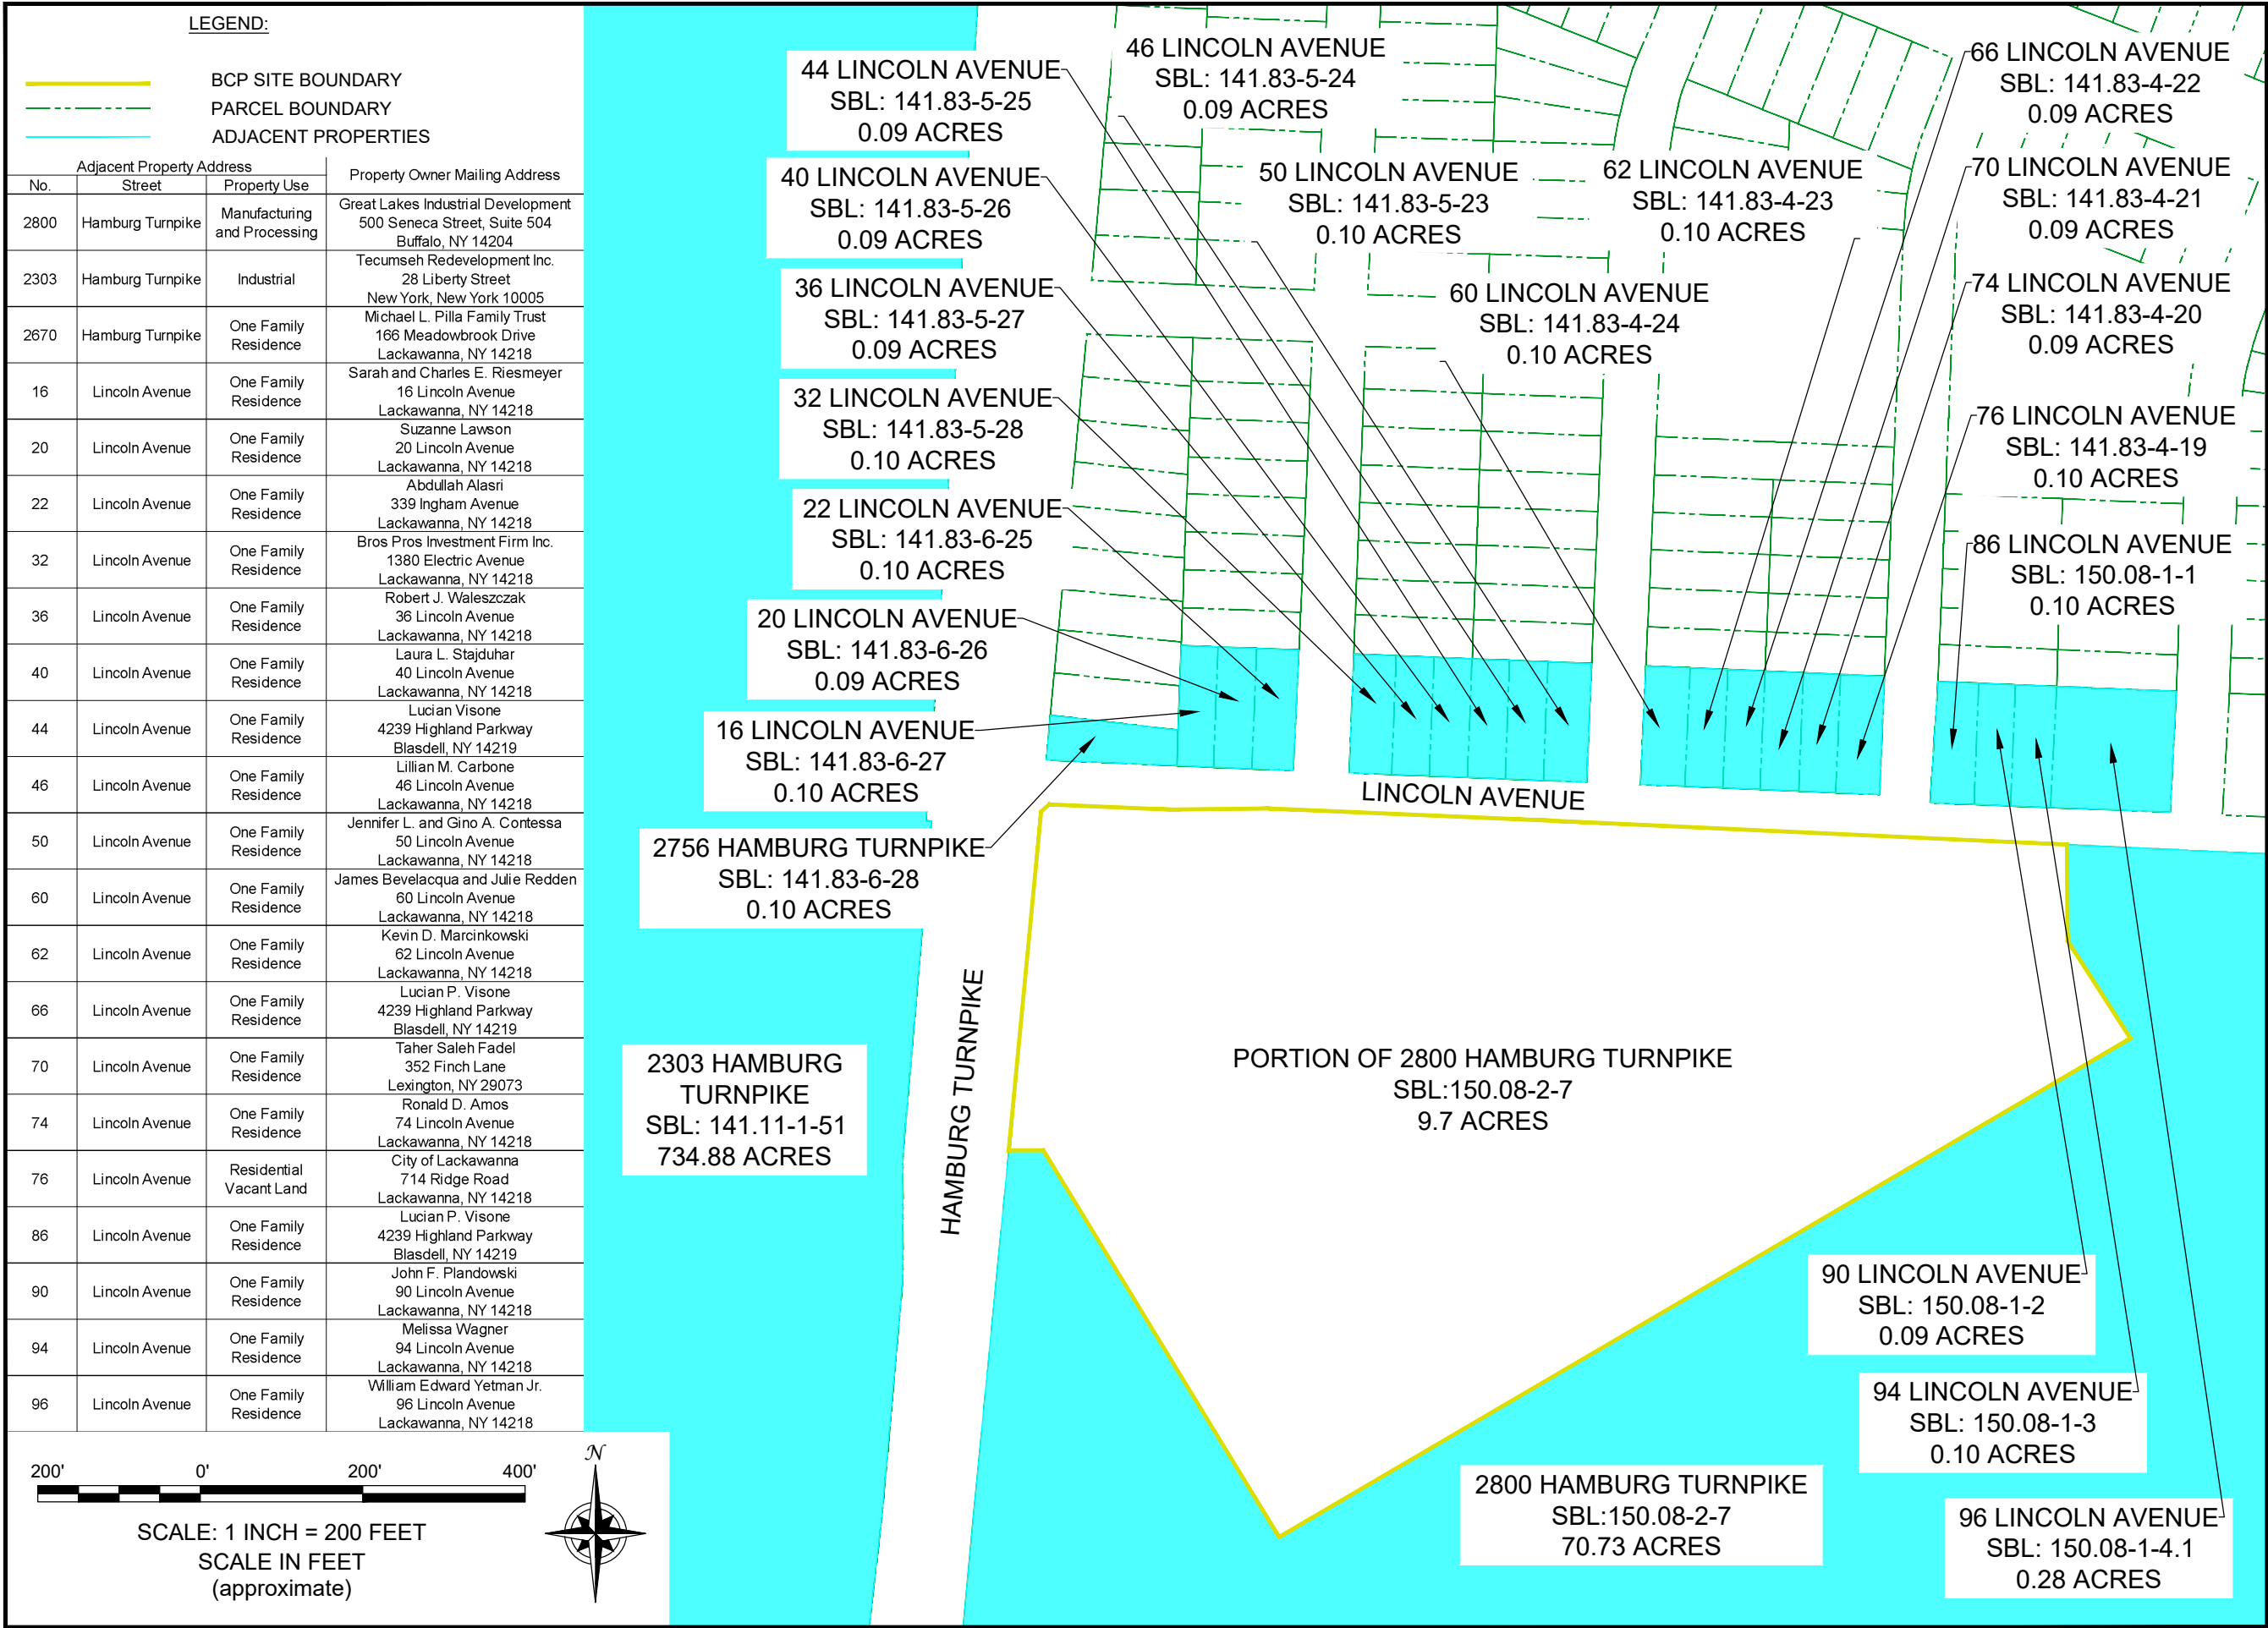 LEGEND:
BCP SITE BOUNDARY
PARCEL BOUNDARY
ADJACENT PROPERTIES
Adjacent Property Address
Property Owner Mailing Address
No. Street Property Use
2800 Hamburg Turnpike Manufacturing and Processing
Great Lakes Industrial Development
500 Seneca Street, Suite 504
Buffalo, NY 14204
2303 Hamburg Turnpike Industrial
Tecumseh Redevelopment Inc.
28 Liberty Street
New York, New York 10005
2670 Hamburg Turnpike One Family Residence
Michael L. Pilla Family Trust
166 Meadowbrook Drive
Lackawanna, NY 14218
16 Lincoln Avenue One Family Residence
Sarah and Charles E. Riesmeyer
16 Lincoln Avenue
Lackawanna, NY 14218
20 Lincoln Avenue One Family Residence
Suzanne Lawson
20 Lincoln Avenue
Lackawanna, NY 14218
22 Lincoln Avenue One Family Residence
Abdullah Alasri
339 Ingham Avenue
Lackawanna, NY 14218
32 Lincoln Avenue One Family Residence
Bros Pros Investment Firm Inc.
1380 Electric Avenue
Lackawanna, NY 14218
36 Lincoln Avenue One Family Residence
Robert J. Waleszczak
36 Lincoln Avenue
Lackawanna, NY 14218
40 Lincoln Avenue One Family Residence
Laura L. Stajduhar
40 Lincoln Avenue
Lackawanna, NY 14218
44 Lincoln Avenue One Family Residence
Lucian Visone
4239 Highland Parkway
Blasdell, NY 14219
46 Lincoln Avenue One Family Residence
Lillian M. Carbone
46 Lincoln Avenue
Lackawanna, NY 14218
50 Lincoln Avenue One Family Residence
Jennifer L. and Gino A. Contessa
50 Lincoln Avenue
Lackawanna, NY 14218
60 Lincoln Avenue One Family Residence
James Bevelacqua and Julie Redden
60 Lincoln Avenue
Lackawanna, NY 14218
62 Lincoln Avenue One Family Residence
Kevin D. Marcinkowski
62 Lincoln Avenue
Lackawanna, NY 14218
66 Lincoln Avenue One Family Residence
Lucian P. Visone
4239 Highland Parkway
Blasdell, NY 14219
70 Lincoln Avenue One Family Residence
Taher Saleh Fadel
352 Finch Lane
Lexington, NY 29073
74 Lincoln Avenue One Family Residence
Ronald D. Amos
74 Lincoln Avenue
Lackawanna, NY 14218
76 Lincoln Avenue Residential Vacant Land
City of Lackawanna
714 Ridge Road
Lackawanna, NY 14218
86 Lincoln Avenue One Family Residence
Lucian P. Visone
4239 Highland Parkway
Blasdell, NY 14219
90 Lincoln Avenue One Family Residence
John F. Plandowski
90 Lincoln Avenue
Lackawanna, NY 14218
94 Lincoln Avenue One Family Residence
Melissa Wagner
94 Lincoln Avenue
Lackawanna, NY 14218
96 Lincoln Avenue One Family Residence
William Edward Yetman Jr.
96 Lincoln Avenue
Lackawanna, NY 14218
200' 0' 200' 400'
SCALE: 1 INCH = 200 FEET
SCALE IN FEET
(approximate)
N
44 LINCOLN AVENUE
SBL: 141.83-5-25
0.09 ACRES
46 LINCOLN AVENUE
SBL: 141.83-5-24
0.09 ACRES
66 LINCOLN AVENUE
SBL: 141.83-4-22
0.09 ACRES
40 LINCOLN AVENUE
SBL: 141.83-5-26
0.09 ACRES
50 LINCOLN AVENUE
SBL: 141.83-5-23
0.10 ACRES
62 LINCOLN AVENUE
SBL: 141.83-4-23
0.10 ACRES
70 LINCOLN AVENUE
SBL: 141.83-4-21
0.09 ACRES
36 LINCOLN AVENUE
SBL: 141.83-5-27
0.09 ACRES
60 LINCOLN AVENUE
SBL: 141.83-4-24
0.10 ACRES
74 LINCOLN AVENUE
SBL: 141.83-4-20
0.09 ACRES
32 LINCOLN AVENUE
SBL: 141.83-5-28
0.10 ACRES
76 LINCOLN AVENUE
SBL: 141.83-4-19
0.10 ACRES
22 LINCOLN AVENUE
SBL: 141.83-6-25
0.10 ACRES
86 LINCOLN AVENUE
SBL: 150.08-1-1
0.10 ACRES
20 LINCOLN AVENUE
SBL: 141.83-6-26
0.09 ACRES
16 LINCOLN AVENUE
SBL: 141.83-6-27
0.10 ACRES
LINCOLN AVENUE
2756 HAMBURG TURNPIKE
SBL: 141.83-6-28
0.10 ACRES
HAMBURG TURNPIKE
2303 HAMBURG
TURNPIKE
SBL: 141.11-1-51
734.88 ACRES
PORTION OF 2800 HAMBURG TURNPIKE
SBL:150.08-2-7
9.7 ACRES
90 LINCOLN AVENUE
SBL: 150.08-1-2
0.09 ACRES
94 LINCOLN AVENUE
SBL: 150.08-1-3
0.10 ACRES
2800 HAMBURG TURNPIKE
SBL:150.08-2-7
70.73 ACRES
96 LINCOLN AVENUE
SBL: 150.08-1-4.1
0.28 ACRES